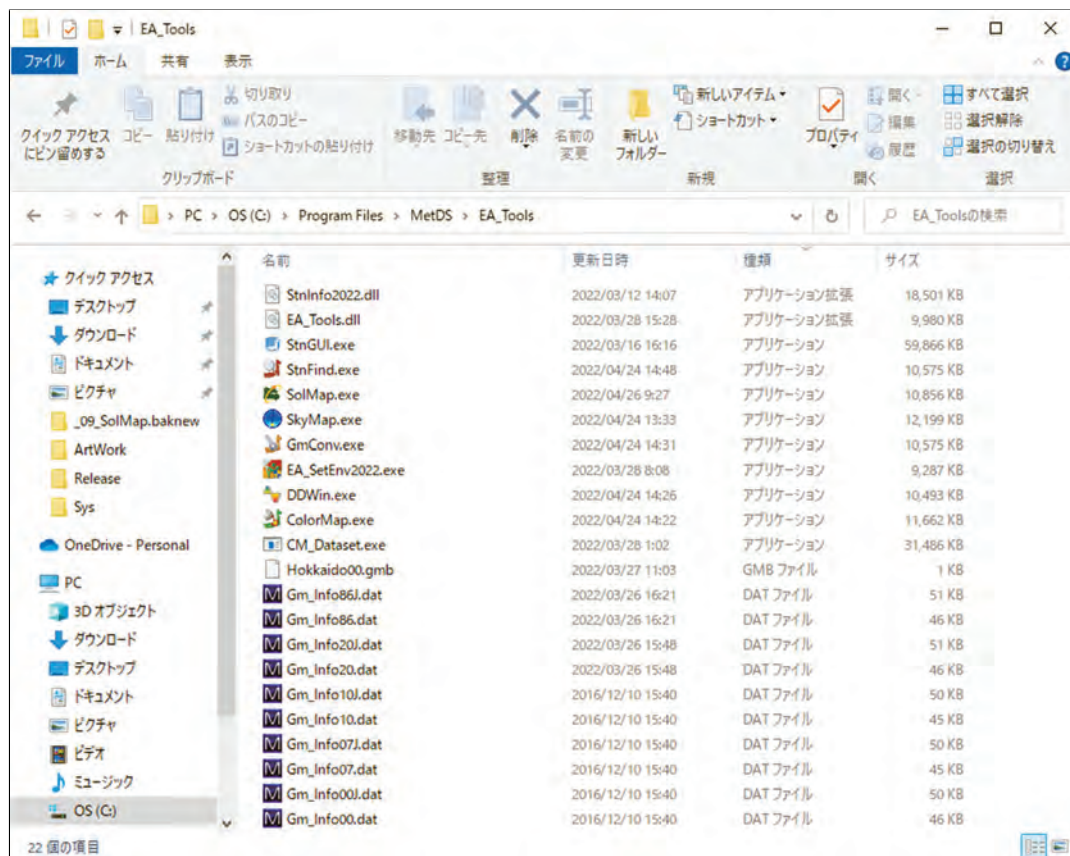 EA_Tools
ファイル ホーム 共有 表示
クイック アクセス
にピン留めする
コピー
貼り付け
切り取り
パスのコピー
ショートカットの貼り付け
クリップボード
移動先 コピー先 削除 名前の
変更
整理
新しい
フォルダー
新しいアイテム
ショートカット
新規
プロパティ
開く
編集
履歴
開く
すべて選択
選択解除
選択の切り替え
選択
PC › OS (C:) › Program Files › MetDS › EA_Tools
EA_Toolsの検索
クイック アクセス
デスクトップ
ダウンロード
ドキュメント
ピクチャ
_09_SolMap.baknew
ArtWork
Release
Sys
OneDrive - Personal
PC
3D オブジェクト
ダウンロード
デスクトップ
ドキュメント
ピクチャ
ビデオ
ミュージック
OS (C:)
名前 更新日時 種類 サイズ
StnInfo2022.dll 2022/03/12 14:07 アプリケーション拡張 18,501 KB
EA_Tools.dll 2022/03/28 15:28 アプリケーション拡張 9,980 KB
StnGUI.exe 2022/03/16 16:16 アプリケーション 59,866 KB
StnFind.exe 2022/04/24 14:48 アプリケーション 10,575 KB
SolMap.exe 2022/04/26 9:27 アプリケーション 10,856 KB
SkyMap.exe 2022/04/24 13:33 アプリケーション 12,199 KB
GmConv.exe 2022/04/24 14:31 アプリケーション 10,575 KB
EA_SetEnv2022.exe 2022/03/28 8:08 アプリケーション 9,287 KB
DDWin.exe 2022/04/24 14:26 アプリケーション 10,493 KB
ColorMap.exe 2022/04/24 14:22 アプリケーション 11,662 KB
CM_Dataset.exe 2022/03/28 1:02 アプリケーション 31,486 KB
Hokkaido00.gmb 2022/03/27 11:03 GMB ファイル 1 KB
Gm_Info86J.dat 2022/03/26 16:21 DAT ファイル 51 KB
Gm_Info86.dat 2022/03/26 16:21 DAT ファイル 46 KB
Gm_Info20J.dat 2022/03/26 15:48 DAT ファイル 51 KB
Gm_Info20.dat 2022/03/26 15:48 DAT ファイル 46 KB
Gm_Info10J.dat 2016/12/10 15:40 DAT ファイル 50 KB
Gm_Info10.dat 2016/12/10 15:40 DAT ファイル 45 KB
Gm_Info07J.dat 2016/12/10 15:40 DAT ファイル 50 KB
Gm_Info07.dat 2016/12/10 15:40 DAT ファイル 45 KB
Gm_Info00J.dat 2016/12/10 15:40 DAT ファイル 50 KB
Gm_Info00.dat 2016/12/10 15:40 DAT ファイル 46 KB
22 個の項目